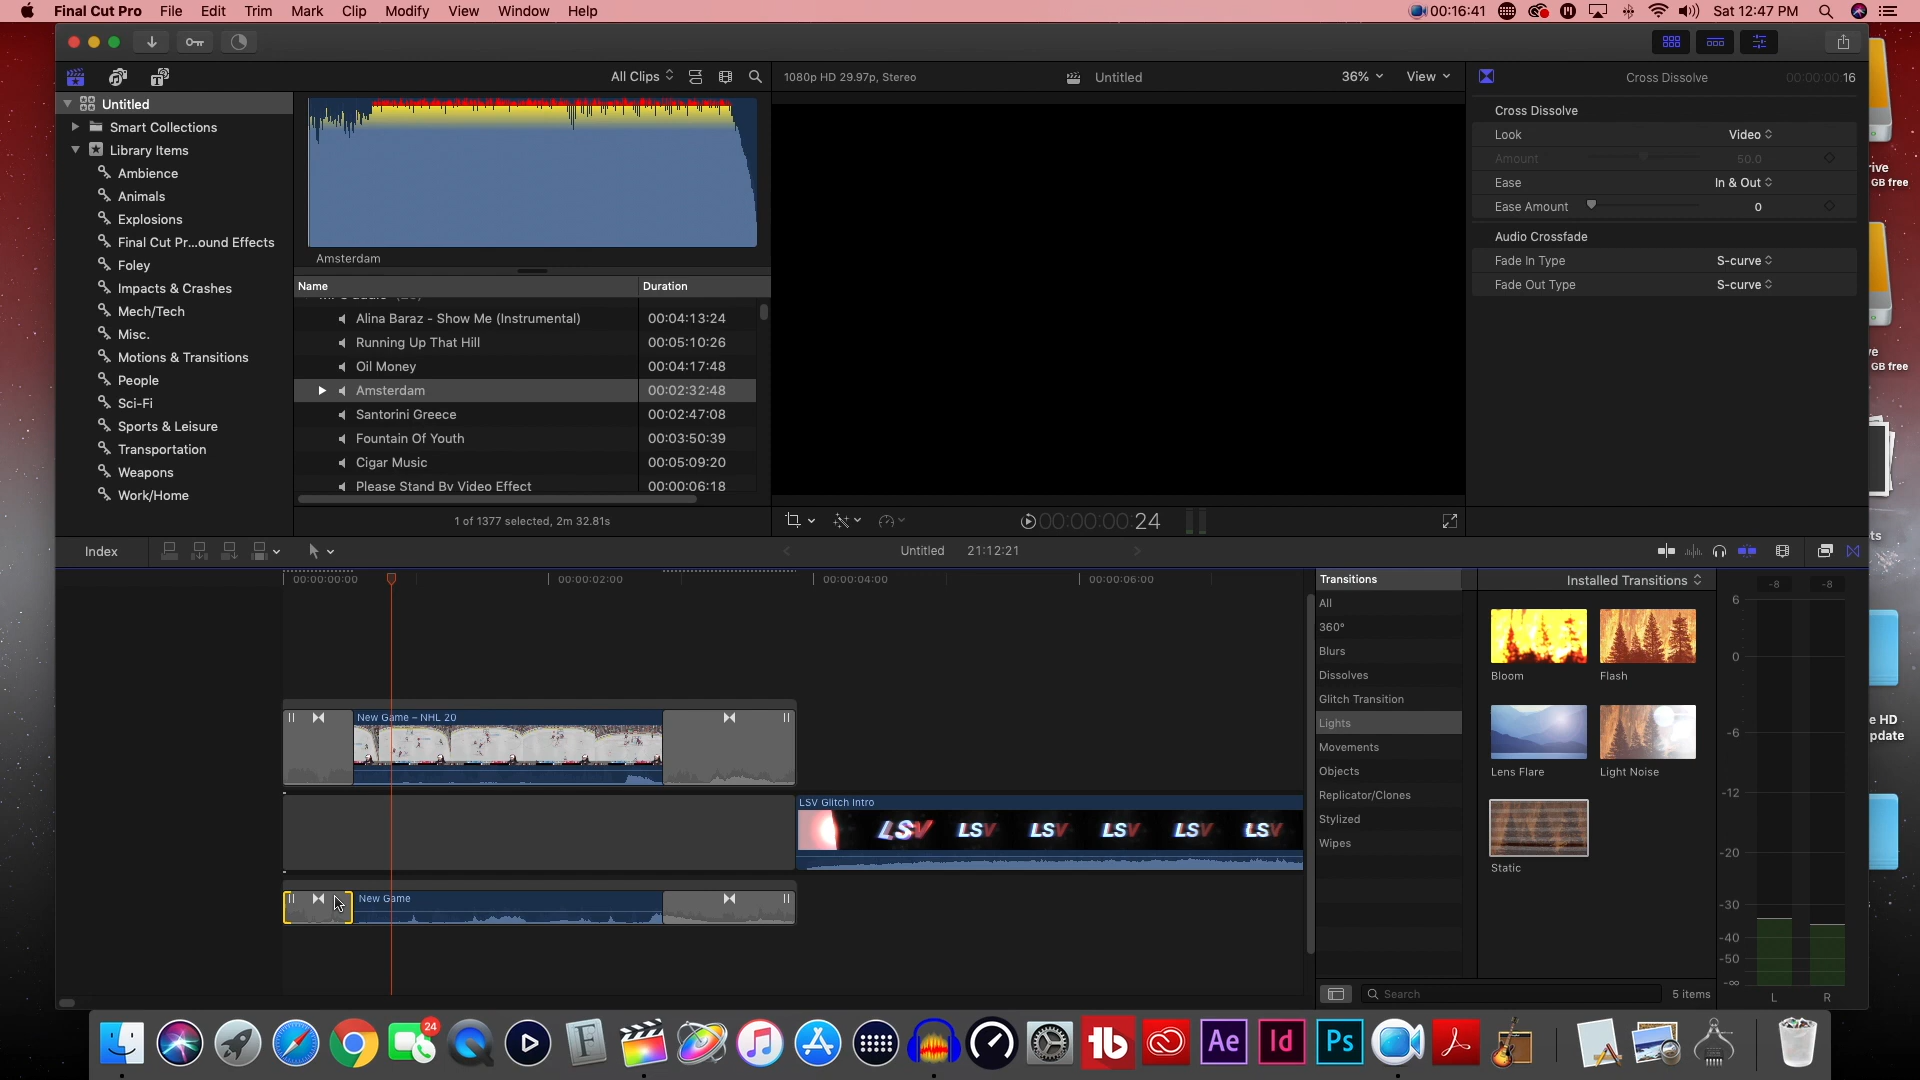 Final Cut Pro File Edit Trim Mark Clip Modify View Window Help
00:16:41 Sat 12:47 PM
All Clips
1080p HD 29.97p, Stereo
Untitled
36% View
Cross Dissolve
00:00:00:16
Untitled
Smart Collections
Library Items
Ambience
Animals
Explosions
Final Cut Pr...ound Effects
Foley
Impacts & Crashes
Mech/Tech
Misc.
Motions & Transitions
People
Sci-Fi
Sports & Leisure
Transportation
Weapons
Work/Home
Amsterdam
Name Duration
Alina Baraz - Show Me (Instrumental) 00:04:13:24
Running Up That Hill 00:05:10:26
Oil Money 00:04:17:48
Amsterdam 00:02:32:48
Santorini Greece 00:02:47:08
Fountain Of Youth 00:03:50:39
Cigar Music 00:05:09:20
Please Stand By Video Effect 00:00:06:18
1 of 1377 selected, 2m 32.81s
00:00:00:24
Cross Dissolve
Look Video
Amount 50.0
Ease In & Out
Ease Amount 0
Audio Crossfade
Fade In Type S-curve
Fade Out Type S-curve
GB free
GB free
Index
Untitled 21:12:21
00:00:00:00 00:00:02:00 00:00:04:00 00:00:06:00
New Game – NHL 20
LSV Glitch Intro
LSV LSV LSV LSV LSV LSV
New Game
Transitions
All
360°
Blurs
Dissolves
Glitch Transition
Lights
Movements
Objects
Replicator/Clones
Stylized
Wipes
Installed Transitions
Bloom Flash
Lens Flare Light Noise
Static
Search
5 items
-8 -8
6
0
-6
-12
-20
-30
-40
-50
-∞
L R
e HD
pdate
24
Ae Id Ps